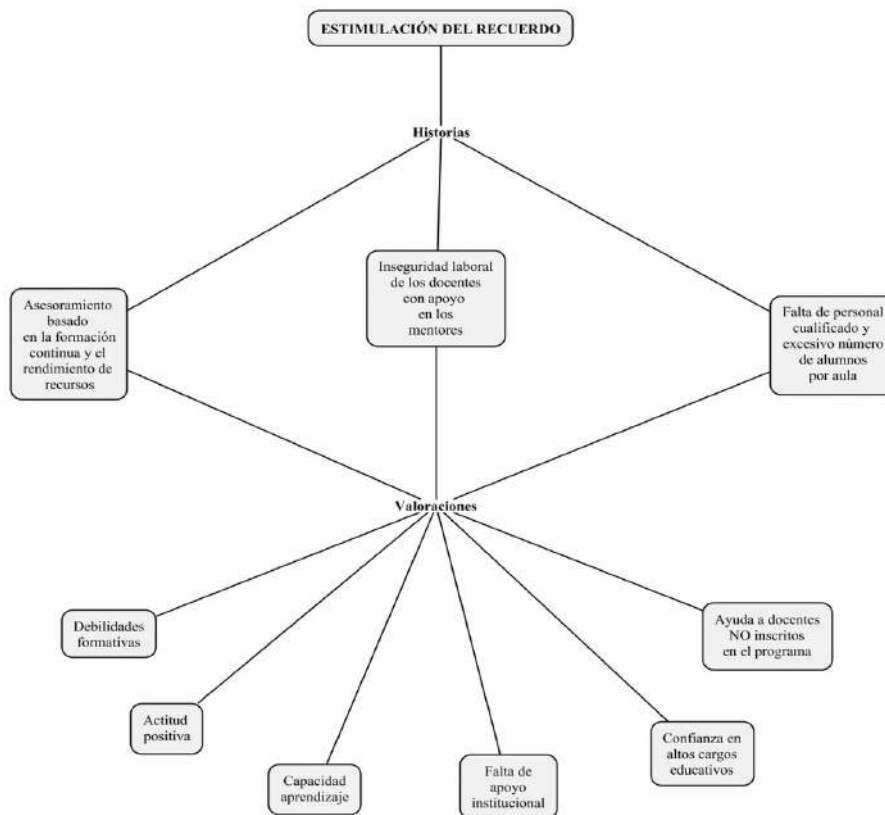 ESTIMULACIÓN DEL RECUERDO
Historias
Asesoramiento
basado
en la formación
continua y el
rendimiento de
recursos
Inseguridad laboral
de los docentes
con apoyo
en los
mentores
Falta de personal
cualificado y
excesivo número
de alumnos
por aula
Valoraciones
Debilidades
formativas
Actitud
positiva
Capacidad
aprendizaje
Falta de
apoyo
institucional
Confianza en
altos cargos
educativos
Ayuda a docentes
NO inscritos
en el programa